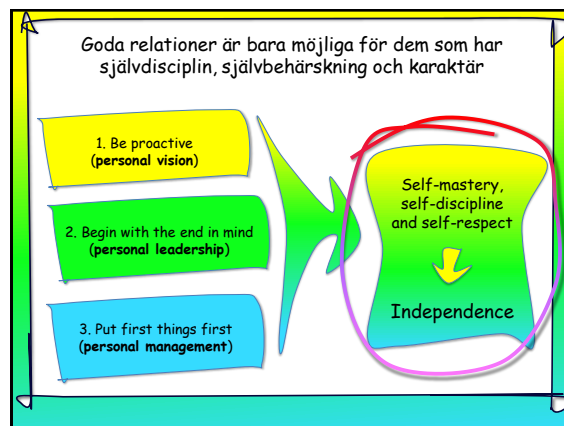 Goda relationer är bara möjliga för dem som har
självdisciplin, självbehärskning och karaktär
1. Be proactive
(personal vision)
2. Begin with the end in mind
(personal leadership)
3. Put first things first
(personal management)
Self-mastery,
self-discipline
and self-respect
Independence